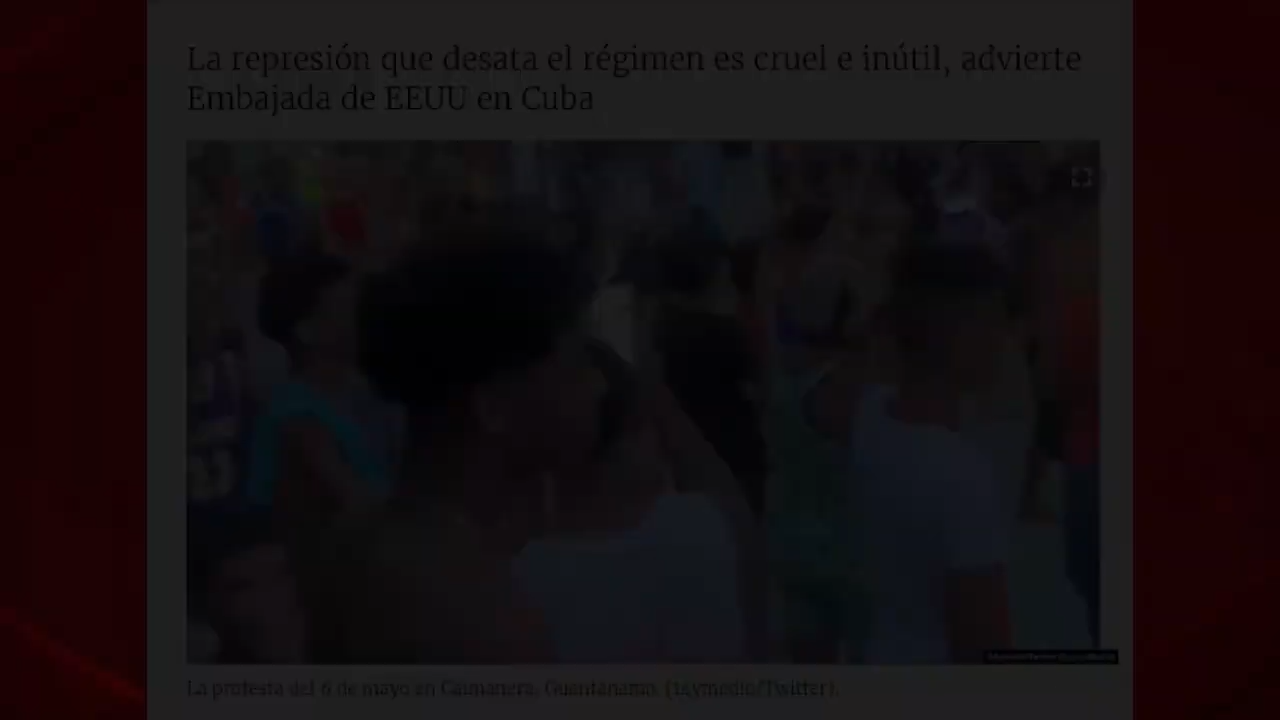 La represión que desata el régimen es cruel e inútil, advierte
Embajada de EEUU en Cuba
La protesta del 6 de mayo en Caimanera, Guantánamo. (14ymedio/Twitter).